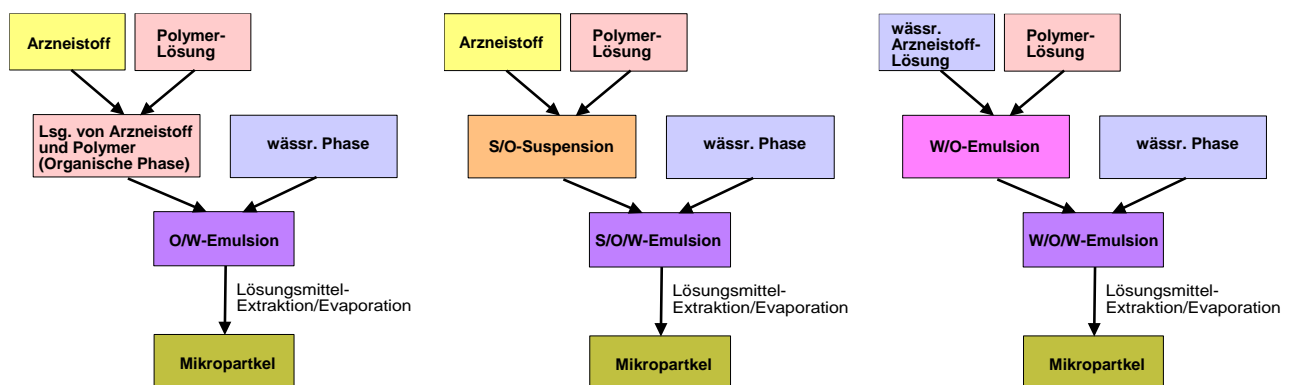 Arzneistoff
Polymer-
Lösung
Lsg. von Arzneistoff
und Polymer
(Organische Phase)
wässr. Phase
O/W-Emulsion
Lösungsmittel-
Extraktion/Evaporation
Mikropartkel
Arzneistoff
Polymer-
Lösung
S/O-Suspension
wässr. Phase
S/O/W-Emulsion
Lösungsmittel-
Extraktion/Evaporation
Mikropartkel
wässr.
Arzneistoff-
Lösung
Polymer-
Lösung
W/O-Emulsion
wässr. Phase
W/O/W-Emulsion
Lösungsmittel-
Extraktion/Evaporation
Mikropartkel